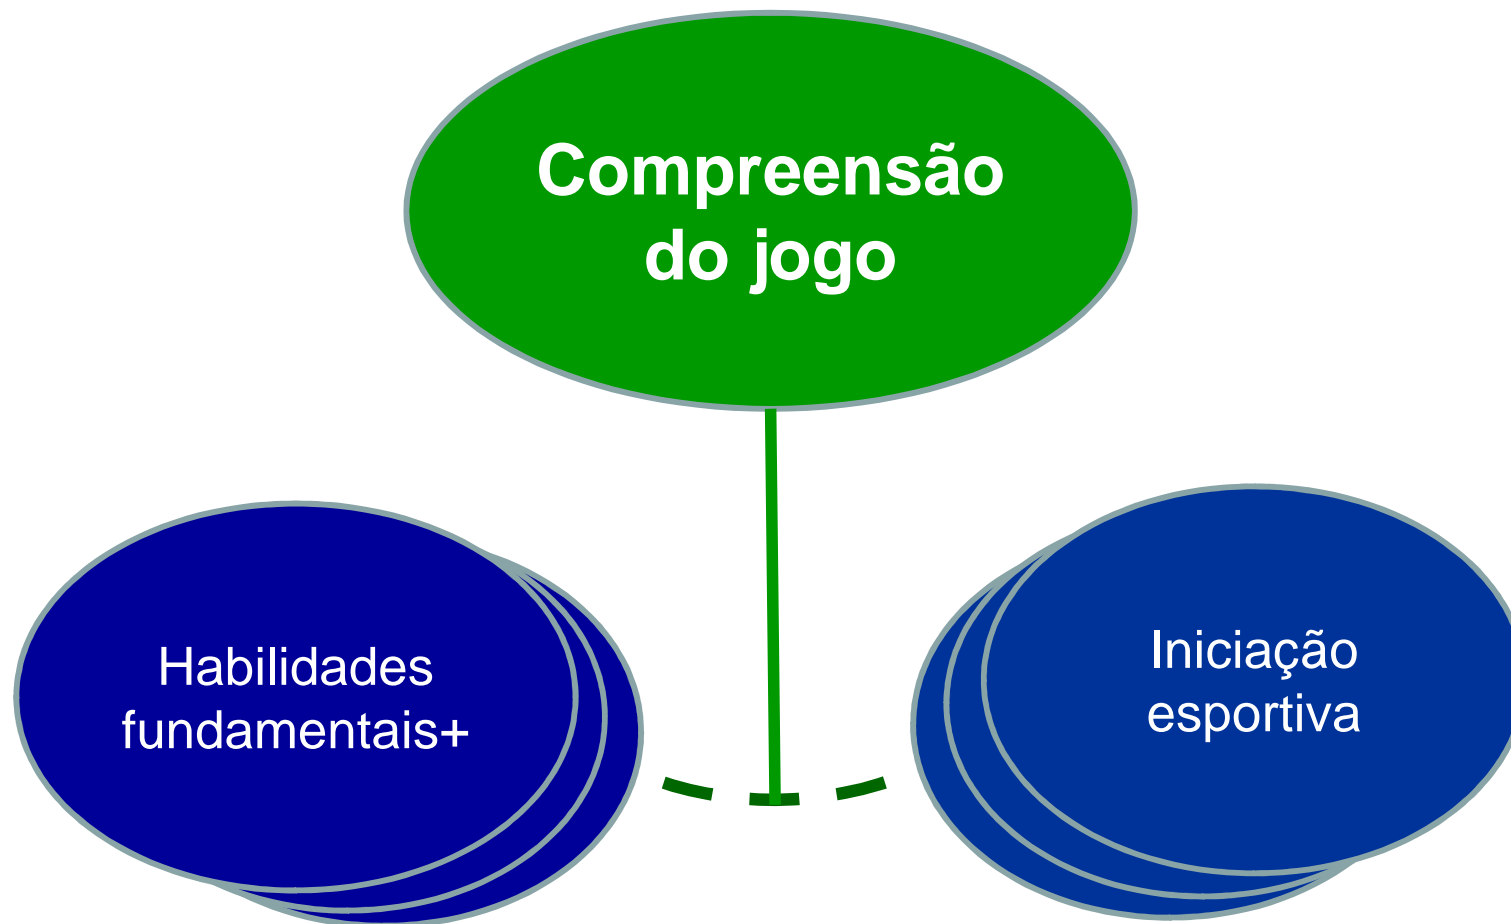 Compreensão
do jogo
Habilidades
fundamentais+
Iniciação
esportiva